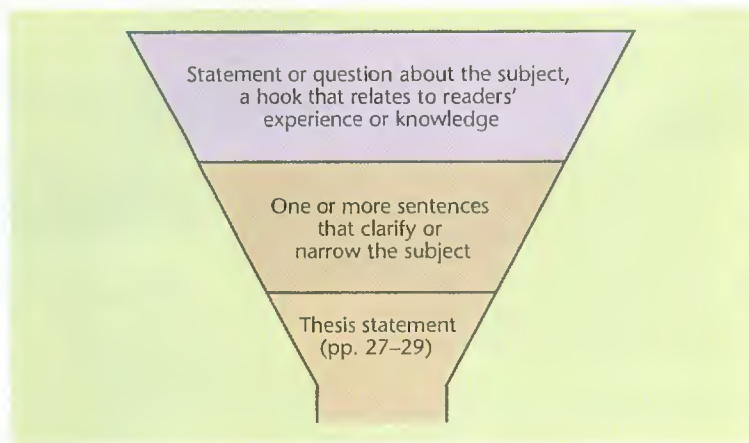 Statement or question about the subject,
a hook that relates to readers'
experience or knowledge
One or more sentences
that clarify or
narrow the subject
Thesis statement
(pp. 27–29)